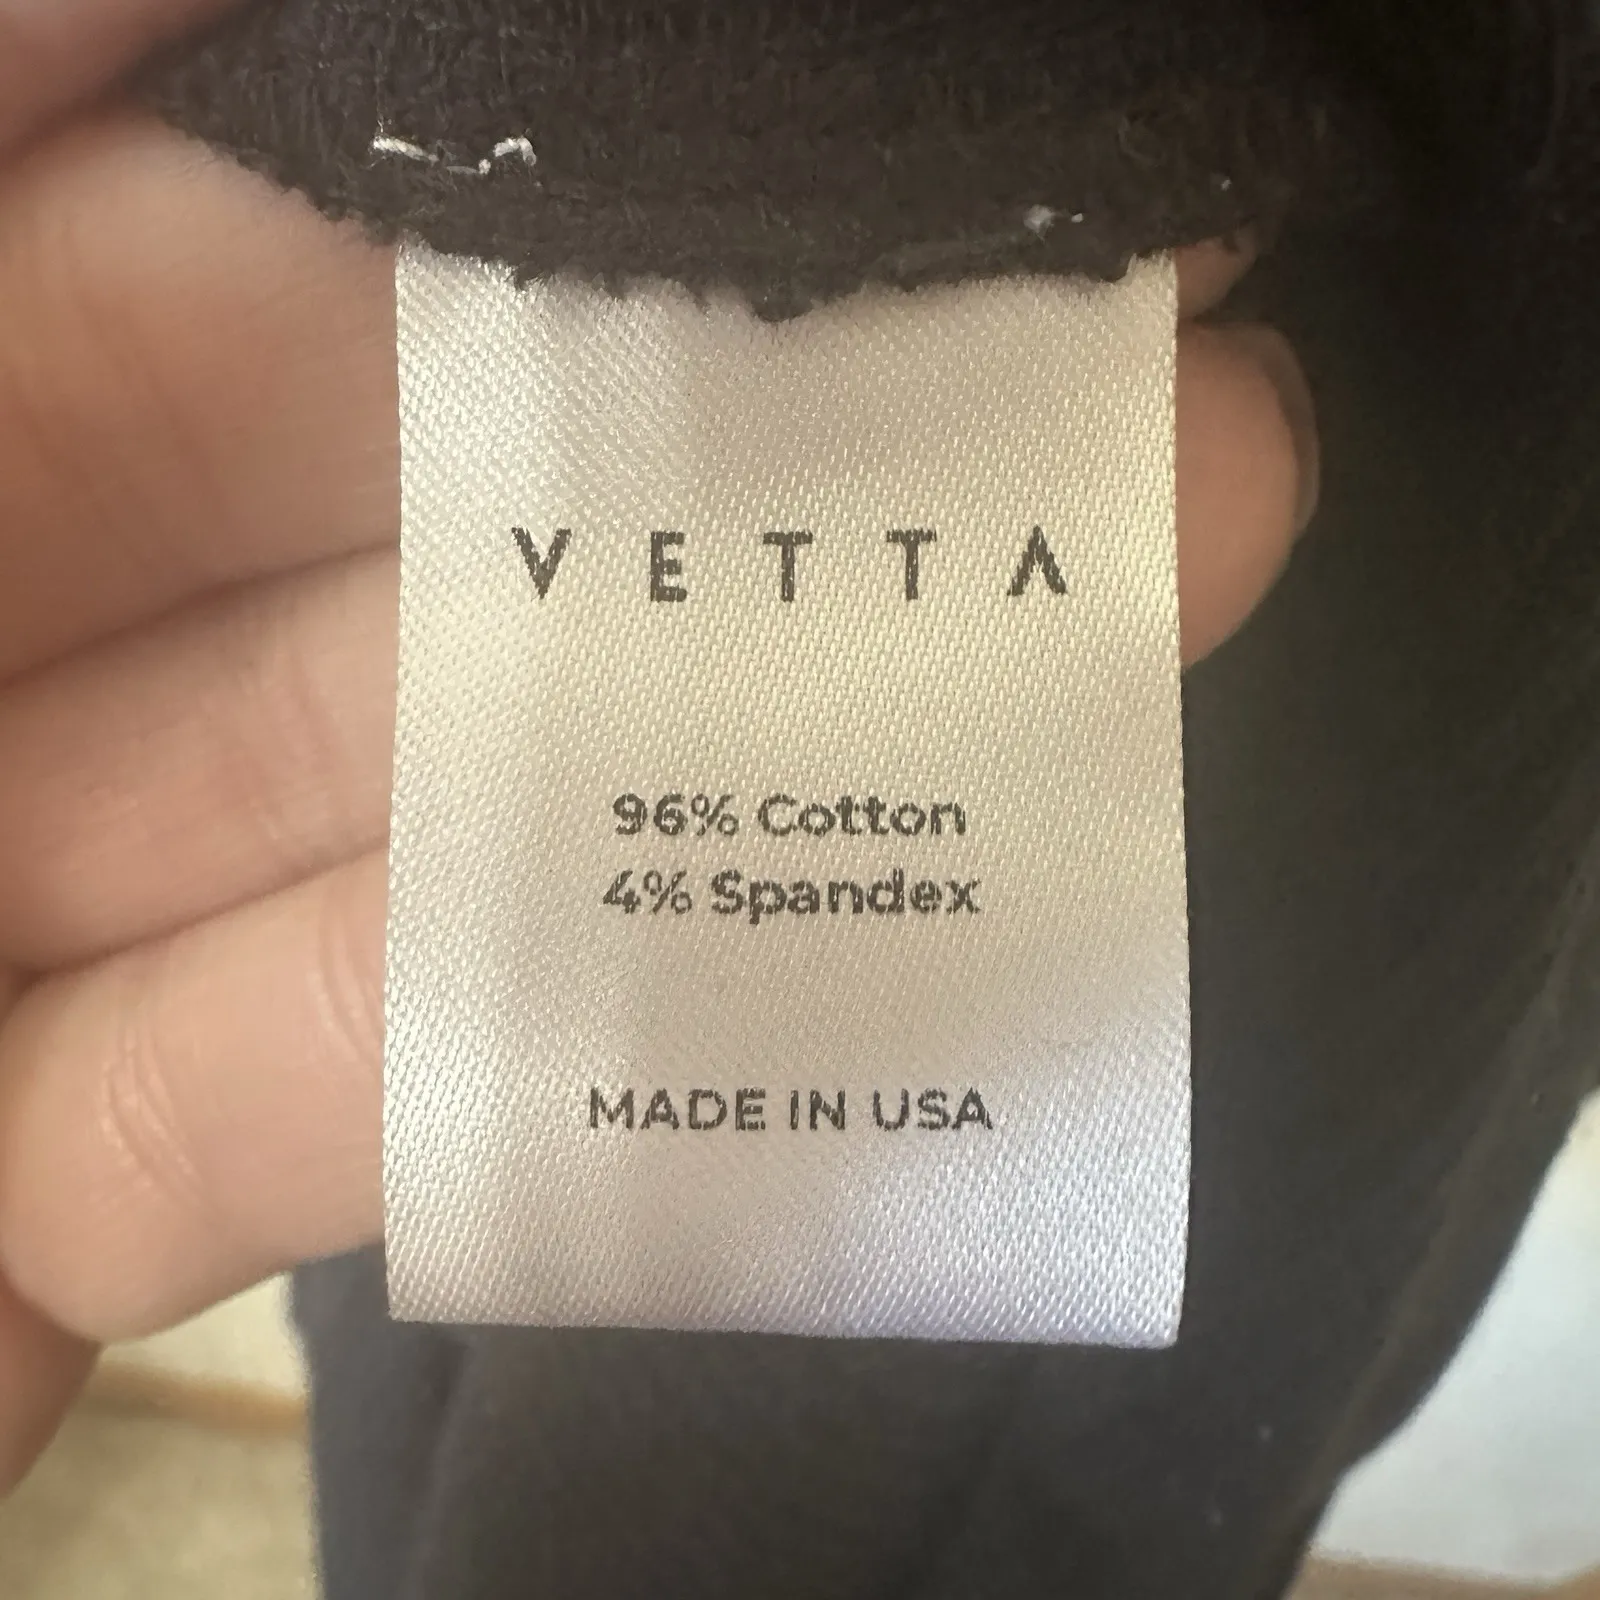 VETTA
96% Cotton
4% Spandex
MADE IN USA